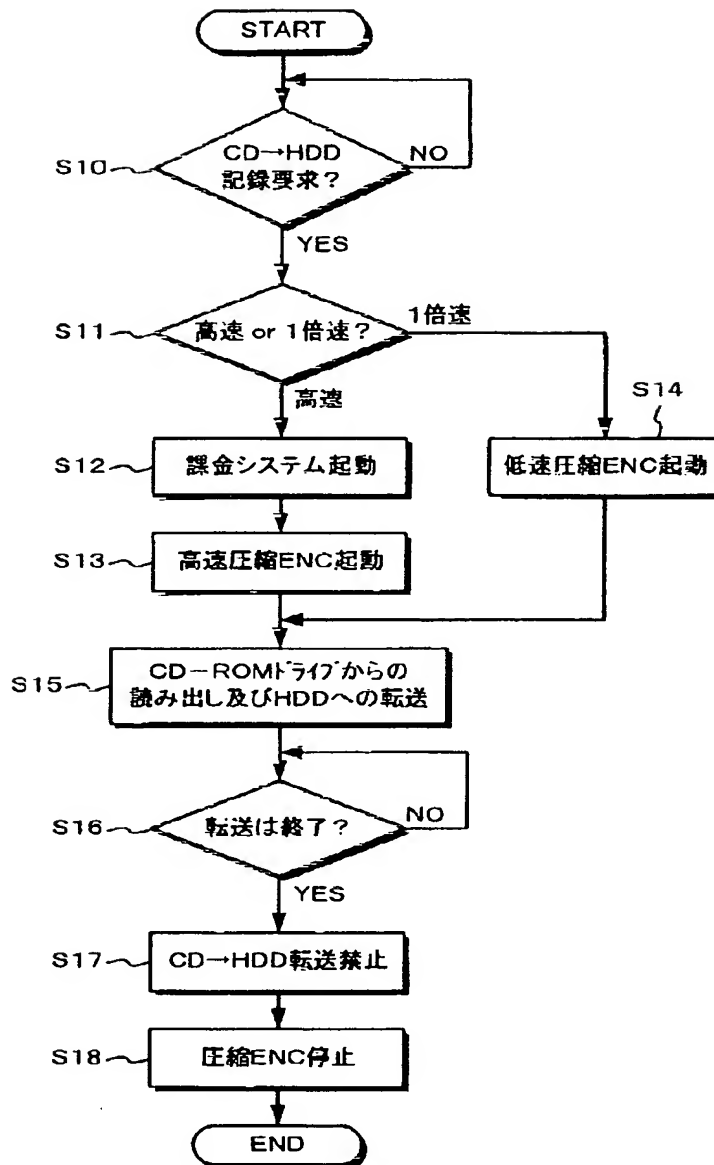 START
S10
CD→HDD
記録要求?
NO
YES
S11
高速 or 1倍速?
1倍速
高速
S12
課金システム起動
S14
低速圧縮ENC起動
S13
高速圧縮ENC起動
S15
CD-ROMドライブからの
読み出し及びHDDへの転送
S16
転送は終了?
NO
YES
S17
CD→HDD転送禁止
S18
圧縮ENC停止
END